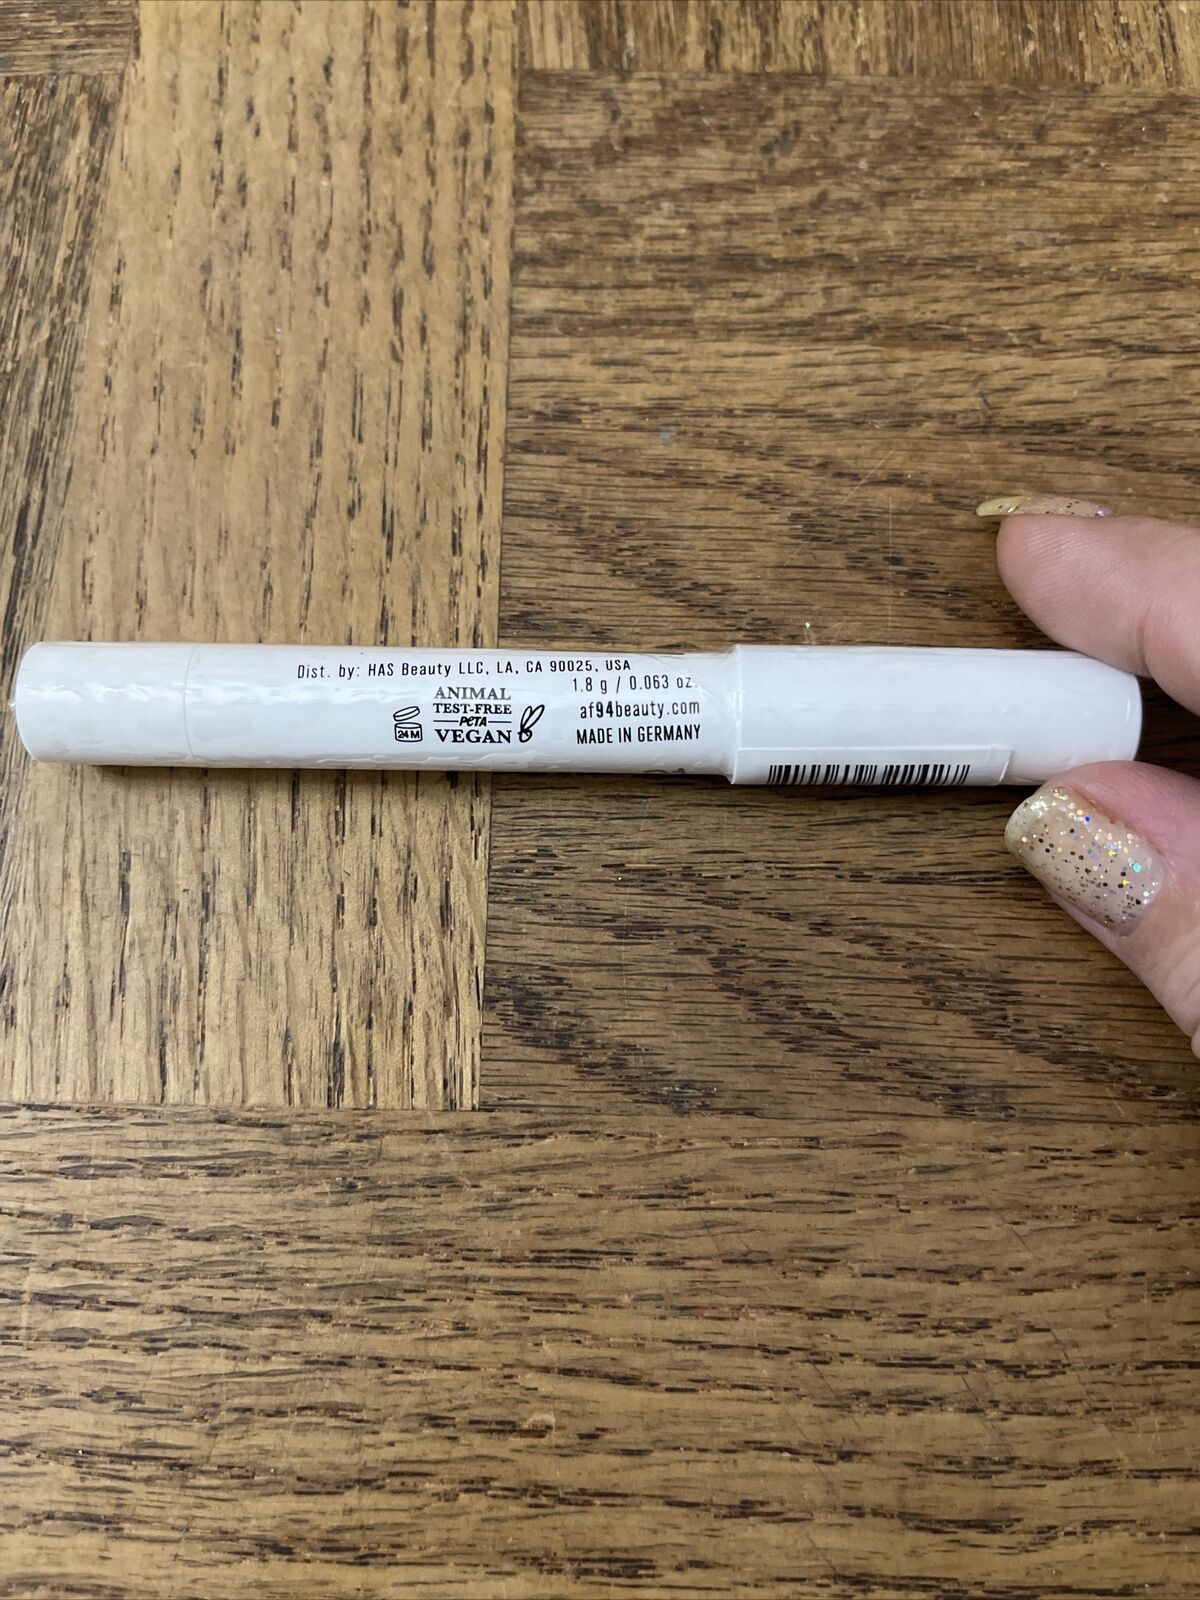 Dist. by: HAS Beauty LLC, LA, CA 90025, USA
1.8 g / 0.063 oz.
ANIMAL
TEST-FREE
PETA
VEGAN
24M
af94beauty.com
MADE IN GERMANY